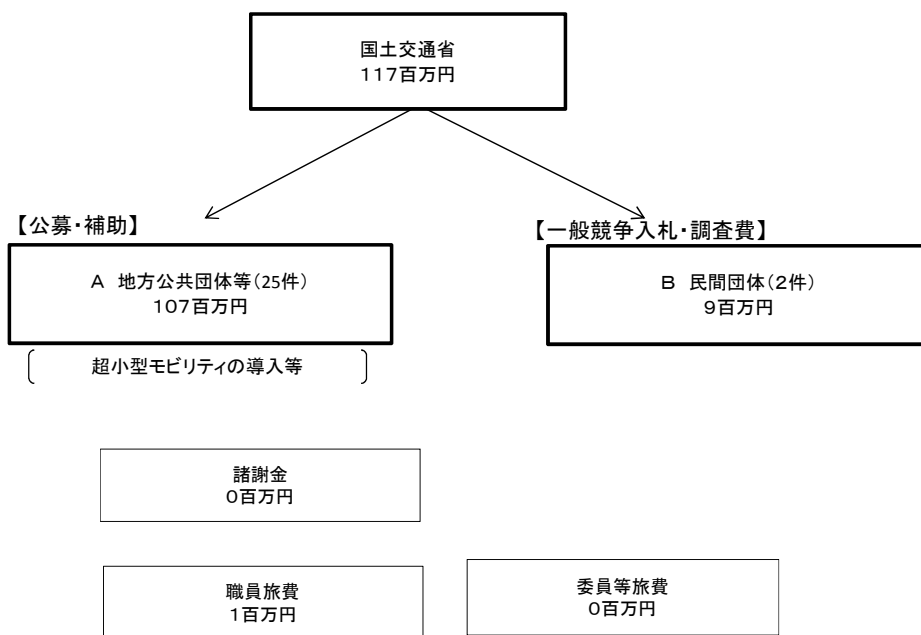 国土交通省
117百万円
【公募・補助】
【一般競争入札・調査費】
A 地方公共団体等(25件)
107百万円
B 民間団体(2件)
9百万円
超小型モビリティの導入等
諸謝金
0百万円
職員旅費
1百万円
委員等旅費
0百万円